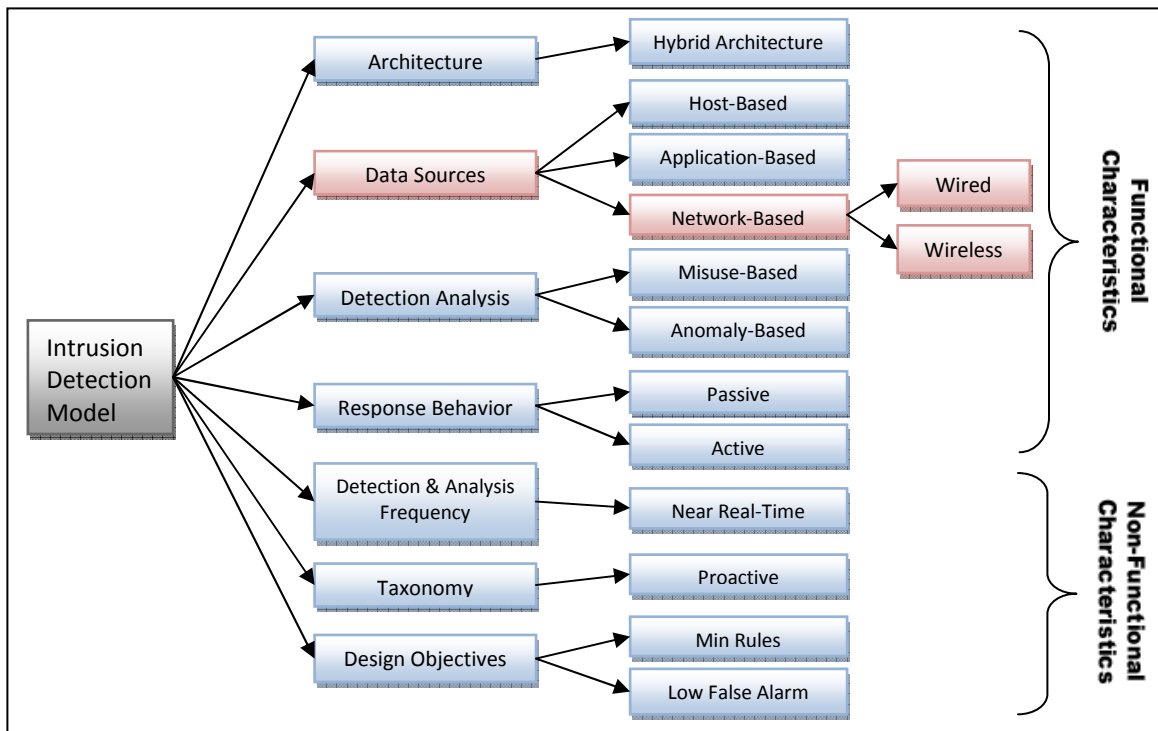 Intrusion
Detection
Model
Architecture
Hybrid Architecture
Data Sources
Host-Based
Application-Based
Network-Based
Wired
Wireless
Detection Analysis
Misuse-Based
Anomaly-Based
Response Behavior
Passive
Active
Detection & Analysis
Frequency
Near Real-Time
Taxonomy
Proactive
Design Objectives
Min Rules
Low False Alarm
Functional
Characteristics
Non-Functional
Characteristics